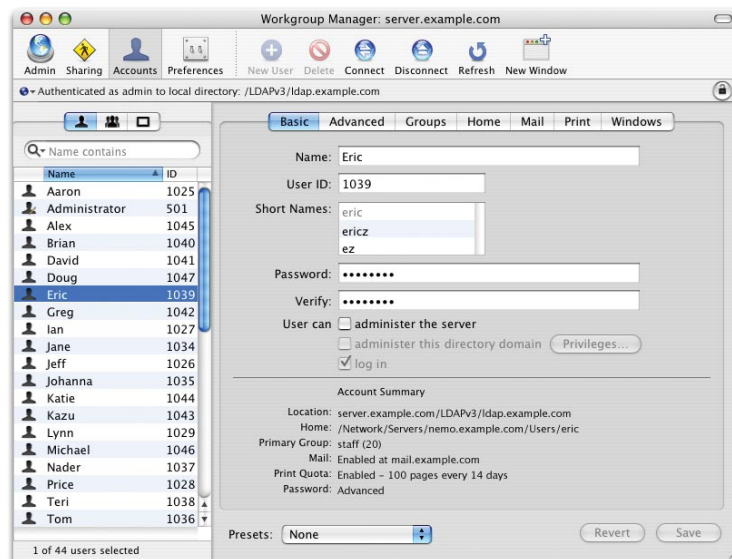 Workgroup Manager: server.example.com
Admin Sharing Accounts Preferences New User Delete Connect Disconnect Refresh New Window
Authenticated as admin to local directory: /LDAPv3/ldap.example.com
Basic Advanced Groups Home Mail Print Windows
Name contains
Name ID
Aaron 1025
Administrator 501
Alex 1045
Brian 1040
David 1041
Doug 1047
Eric 1039
Greg 1042
Ian 1027
Jane 1034
Jeff 1026
Johanna 1035
Katie 1044
Kazu 1043
Lynn 1029
Michael 1046
Nader 1037
Price 1028
Teri 1038
Tom 1036
1 of 44 users selected
Name: Eric
User ID: 1039
Short Names: eric
ericz
ez
Password: ••••••••
Verify: ••••••••
User can administer the server
administer this directory domain Privileges...
log in
Account Summary
Location: server.example.com/LDAPv3/ldap.example.com
Home: /Network/Servers/nemo.example.com/Users/eric
Primary Group: staff (20)
Mail: Enabled at mail.example.com
Print Quota: Enabled – 100 pages every 14 days
Password: Advanced
Presets: None Revert Save